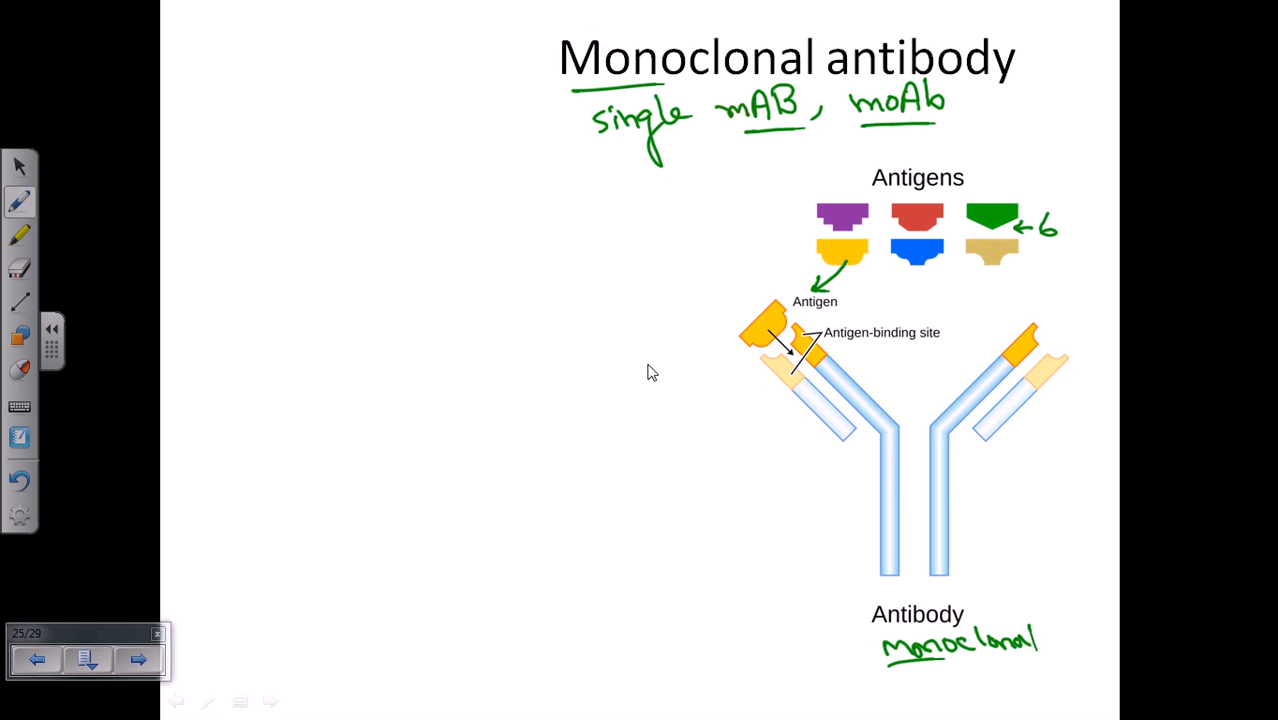 Monoclonal antibody
single mAB, moAb
Antigens
←6
Antigen
Antigen-binding site
Antibody
monoclonal
25/29